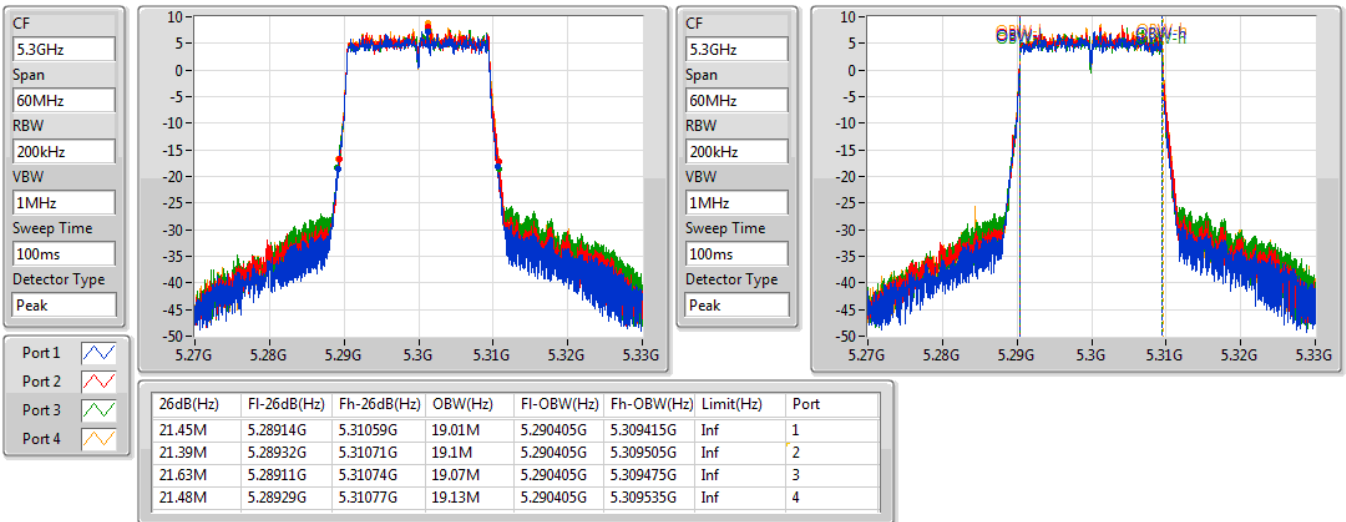 CF
5.3GHz
Span
60MHz
RBW
200kHz
VBW
1MHz
Sweep Time
100ms
Detector Type
Peak
10
5
0
-5
-10
-15
-20
-25
-30
-35
-40
-45
-50
5.27G 5.28G 5.29G 5.3G 5.31G 5.32G 5.33G
CF
5.3GHz
Span
60MHz
RBW
200kHz
VBW
1MHz
Sweep Time
100ms
Detector Type
Peak
10
5
0
-5
-10
-15
-20
-25
-30
-35
-40
-45
-50
5.27G 5.28G 5.29G 5.3G 5.31G 5.32G 5.33G
Port 1
Port 2
Port 3
Port 4
26dB(Hz) Fl-26dB(Hz) Fh-26dB(Hz) OBW(Hz) Fl-OBW(Hz) Fh-OBW(Hz) Limit(Hz) Port
21.45M 5.28914G 5.31059G 19.01M 5.290405G 5.309415G Inf 1
21.39M 5.28932G 5.31071G 19.1M 5.290405G 5.309505G Inf 2
21.63M 5.28911G 5.31074G 19.07M 5.290405G 5.309475G Inf 3
21.48M 5.28929G 5.31077G 19.13M 5.290405G 5.309535G Inf 4